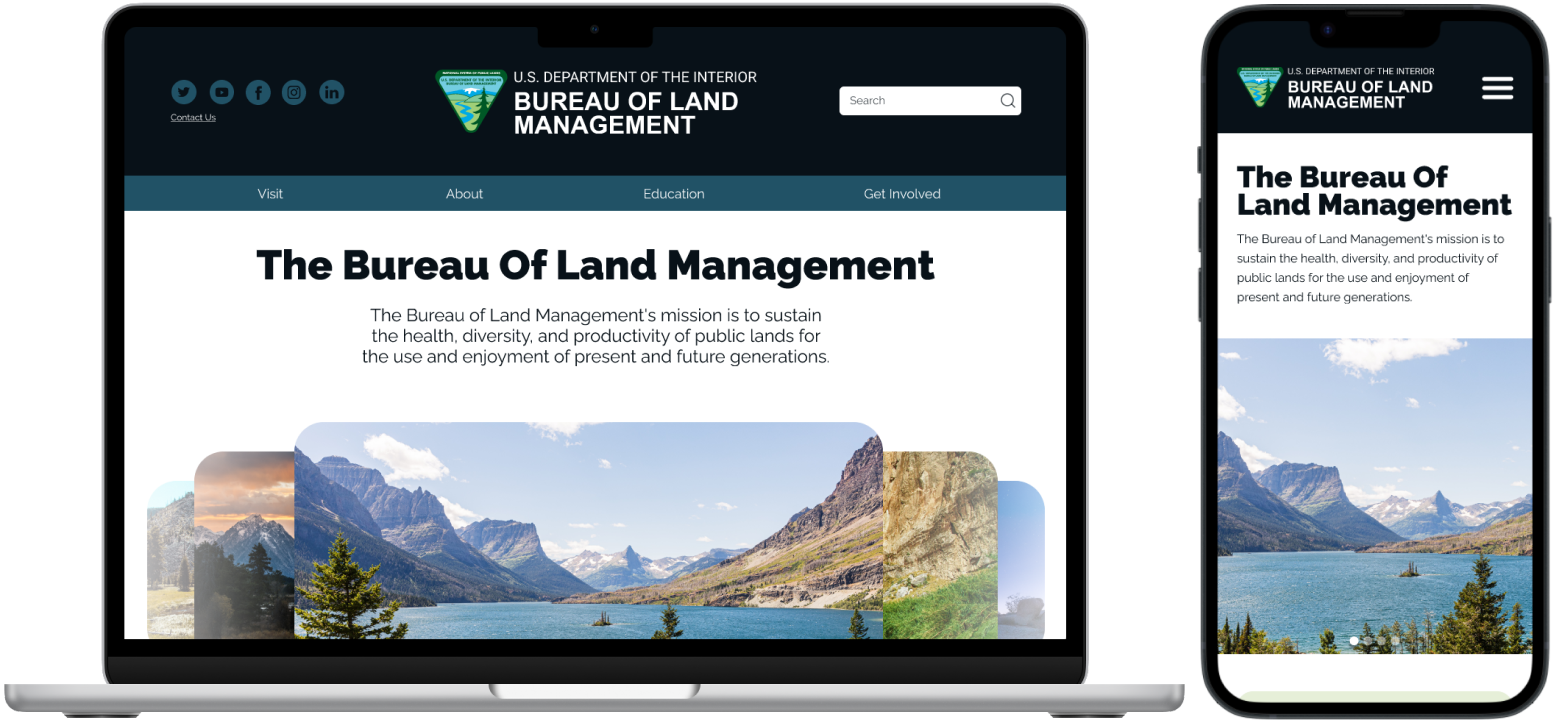 U.S. DEPARTMENT OF THE INTERIOR
BUREAU OF LAND
MANAGEMENT
Contact Us
Search
Visit
About
Education
Get Involved
The Bureau Of Land Management
The Bureau of Land Management's mission is to sustain
the health, diversity, and productivity of public lands for
the use and enjoyment of present and future generations.
U.S. DEPARTMENT OF THE INTERIOR
BUREAU OF LAND
MANAGEMENT
The Bureau Of
Land Management
The Bureau of Land Management's mission is to
sustain the health, diversity, and productivity of
public lands for the use and enjoyment of
present and future generations.